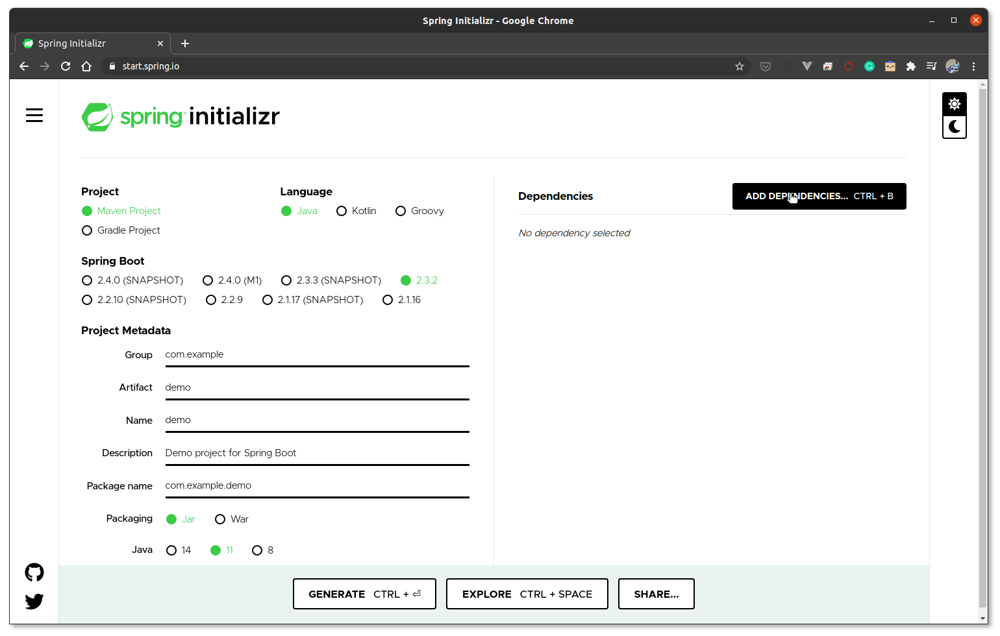 Spring Initializr - Google Chrome
Spring Initializr
start.spring.io
spring initializr
Project
Maven Project
Gradle Project
Language
Java Kotlin Groovy
Spring Boot
2.4.0 (SNAPSHOT) 2.4.0 (M1) 2.3.3 (SNAPSHOT) 2.3.2
2.2.10 (SNAPSHOT) 2.2.9 2.1.17 (SNAPSHOT) 2.1.16
Project Metadata
Group com.example
Artifact demo
Name demo
Description Demo project for Spring Boot
Package name com.example.demo
Packaging Jar War
Java 14 11 8
Dependencies
ADD DEPENDENCIES... CTRL + B
No dependency selected
GENERATE CTRL + ⏎
EXPLORE CTRL + SPACE
SHARE...